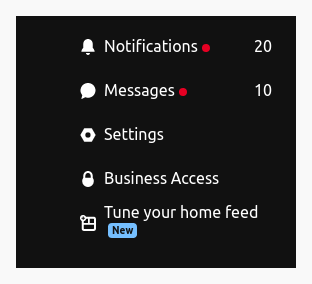 Notifications 20
Messages 10
Settings
Business Access
Tune your home feed
New